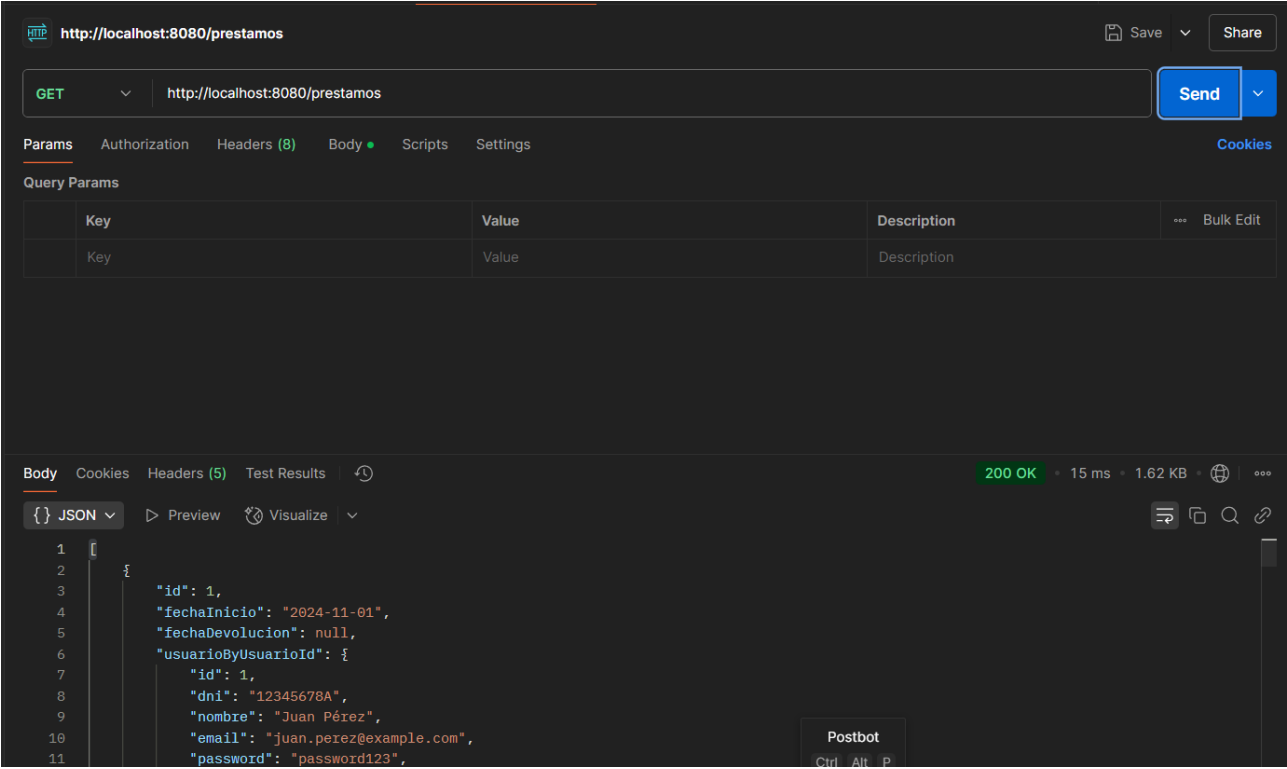 HTTP http://localhost:8080/prestamos Save Share
GET http://localhost:8080/prestamos Send
Params Authorization Headers (8) Body Scripts Settings Cookies
Query Params
Key Value Description Bulk Edit
Key Value Description
Body Cookies Headers (5) Test Results 200 OK 15 ms 1.62 KB
{} JSON Preview Visualize
1 [
2 {
3 "id": 1,
4 "fechaInicio": "2024-11-01",
5 "fechaDevolucion": null,
6 "usuarioByUsuarioId": {
7 "id": 1,
8 "dni": "12345678A",
9 "nombre": "Juan Pérez",
10 "email": "juan.perez@example.com",
11 "password": "password123",
Postbot
Ctrl Alt P